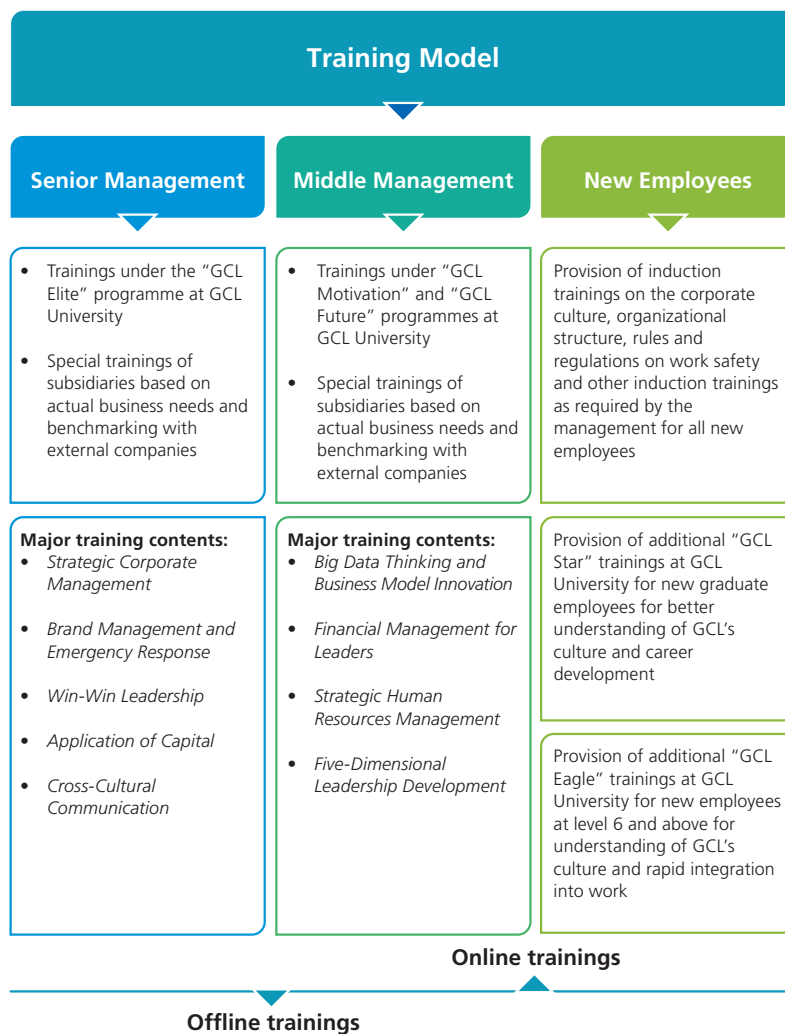 Training Model
Senior Management
• Trainings under the “GCL
Elite” programme at GCL
University
• Special trainings of
subsidiaries based on
actual business needs and
benchmarking with
external companies
Major training contents:
• Strategic Corporate
Management
• Brand Management and
Emergency Response
• Win-Win Leadership
• Application of Capital
• Cross-Cultural
Communication
Middle Management
• Trainings under “GCL
Motivation” and “GCL
Future” programmes at
GCL University
• Special trainings of
subsidiaries based on
actual business needs and
benchmarking with
external companies
Major training contents:
• Big Data Thinking and
Business Model Innovation
• Financial Management for
Leaders
• Strategic Human
Resources Management
• Five-Dimensional
Leadership Development
New Employees
Provision of induction
trainings on the corporate
culture, organizational
structure, rules and
regulations on work safety
and other induction trainings
as required by the
management for all new
employees
Provision of additional “GCL
Star” trainings at GCL
University for new graduate
employees for better
understanding of GCL’s
culture and career
development
Provision of additional “GCL
Eagle” trainings at GCL
University for new employees
at level 6 and above for
understanding of GCL’s
culture and rapid integration
into work
Online trainings
Offline trainings